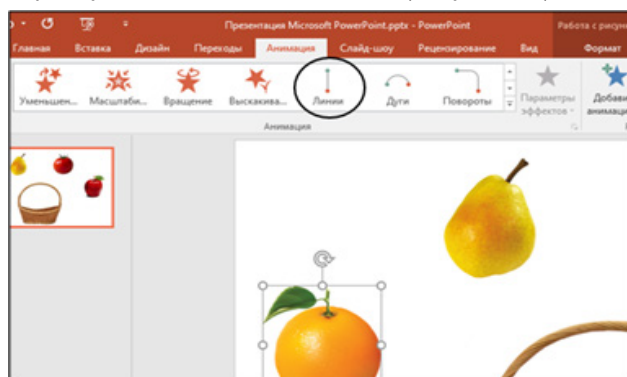 Презентация Microsoft PowerPoint.pptx - PowerPoint
Работа с рисунк
Главная Вставка Дизайн Переходы Анимация Слайд-шоу Рецензирование Вид Формат
Уменьшен... Масштаби... Вращение Выскакива... Линии Дуги Повороты Параметры эффектов Добави анимаци
Анимация